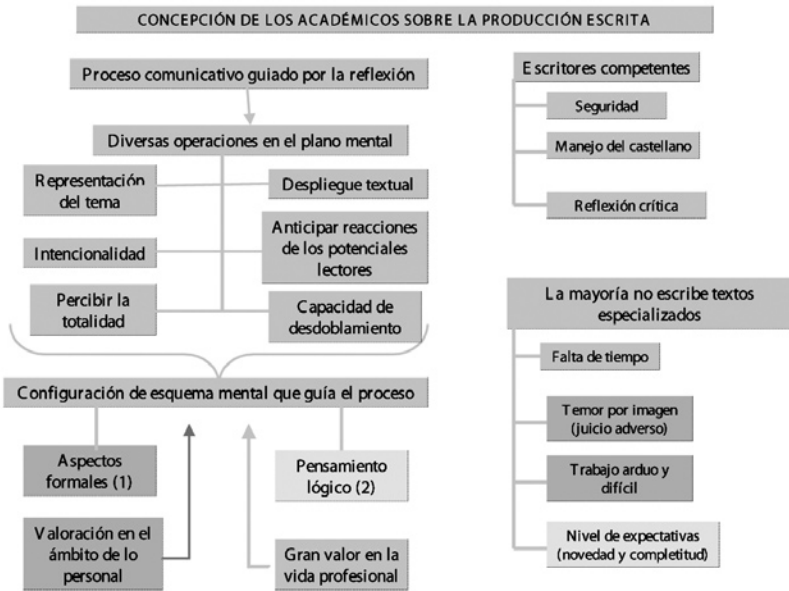 CONCEPCIÓN DE LOS ACADÉMICOS SOBRE LA PRODUCCIÓN ESCRITA
Proceso comunicativo guiado por la reflexión
Diversas operaciones en el plano mental
Representación
del tema
Despliegue textual
Intencionalidad
Anticipar reacciones
de los potenciales
lectores
Percibir la
totalidad
Capacidad de
desdoblamiento
Configuración de esquema mental que guía el proceso
Aspectos
formales (1)
Pensamiento
lógico (2)
Valoración en el
ámbito de lo
personal
Gran valor en la
vida profesional
Escritores competentes
Seguridad
Manejo del castellano
Reflexión crítica
La mayoría no escribe textos
especializados
Falta de tiempo
Temor por imagen
(juicio adverso)
Trabajo arduo y
difícil
Nivel de expectativas
(novedad y completitud)